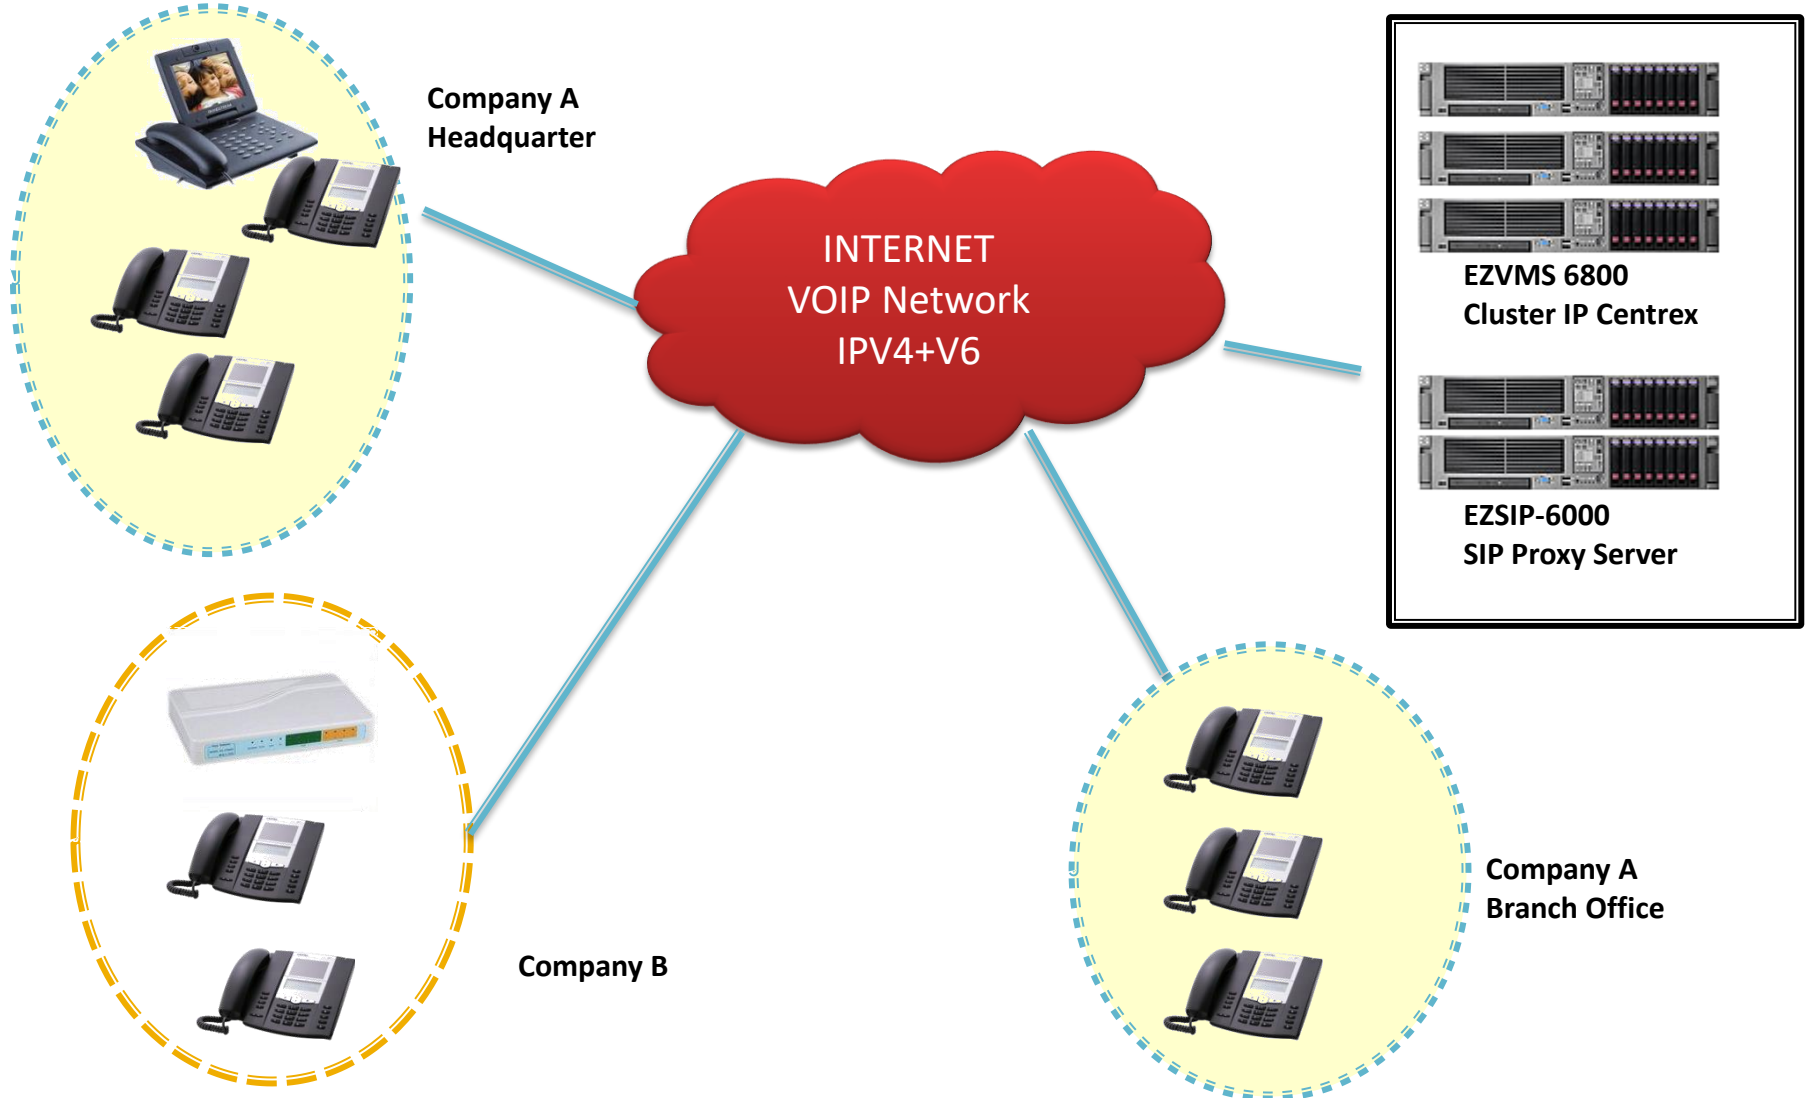 Company A
Headquarter
INTERNET
VOIP Network
IPV4+V6
EZVMS 6800
Cluster IP Centrex
EZSIP-6000
SIP Proxy Server
Company A
Branch Office
Company B